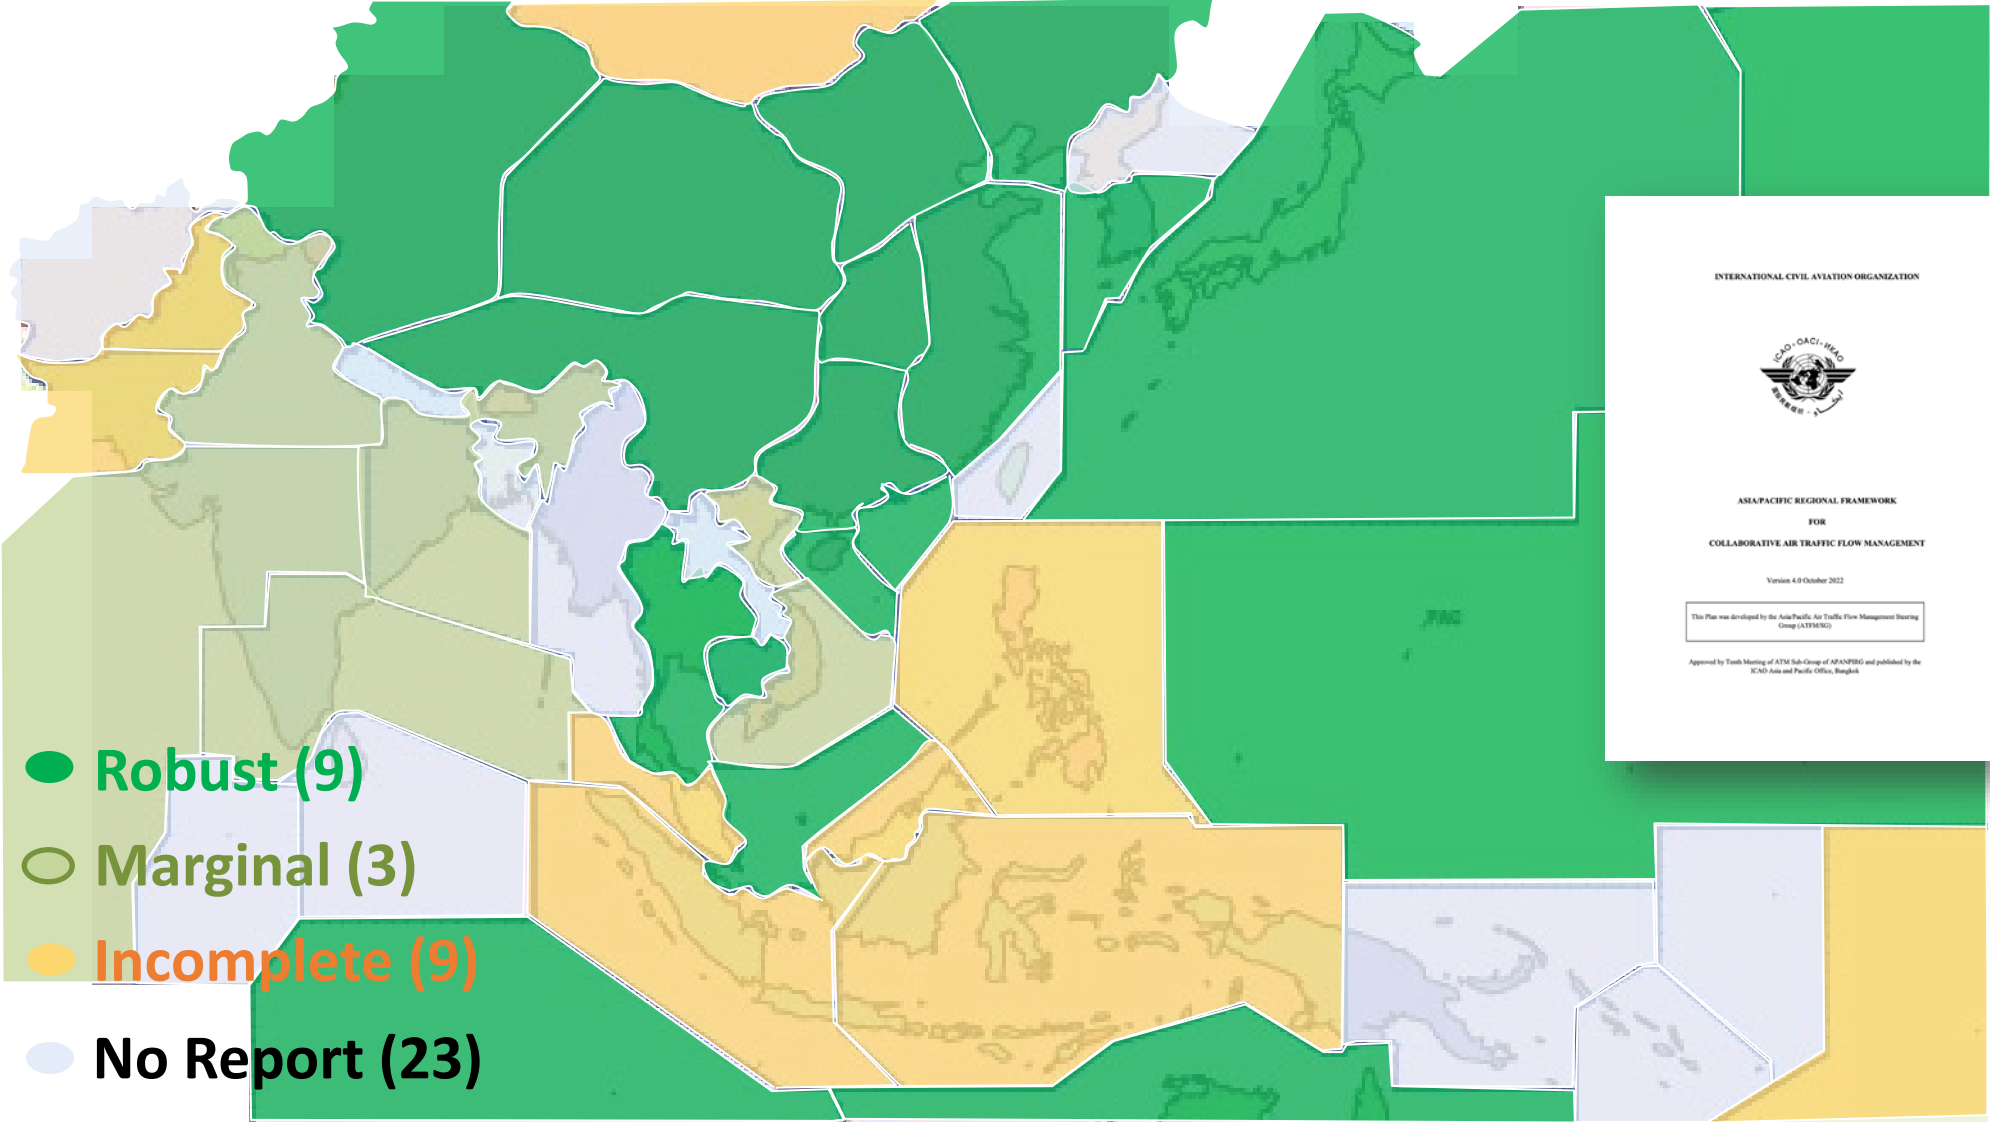 INTERNATIONAL CIVIL AVIATION ORGANIZATION
ICAO · OACI · ИКАО
ASIA/PACIFIC REGIONAL FRAMEWORK
FOR
COLLABORATIVE AIR TRAFFIC FLOW MANAGEMENT
Version 4.0 October 2022
This Plan was developed by the Asia/Pacific Air Traffic Flow Management Steering
Group (ATFM/SG)
Approved by Tenth Meeting of ATM Sub-Group of APANPIRG and published by the
ICAO Asia and Pacific Office, Bangkok
Robust (9)
Marginal (3)
Incomplete (9)
No Report (23)